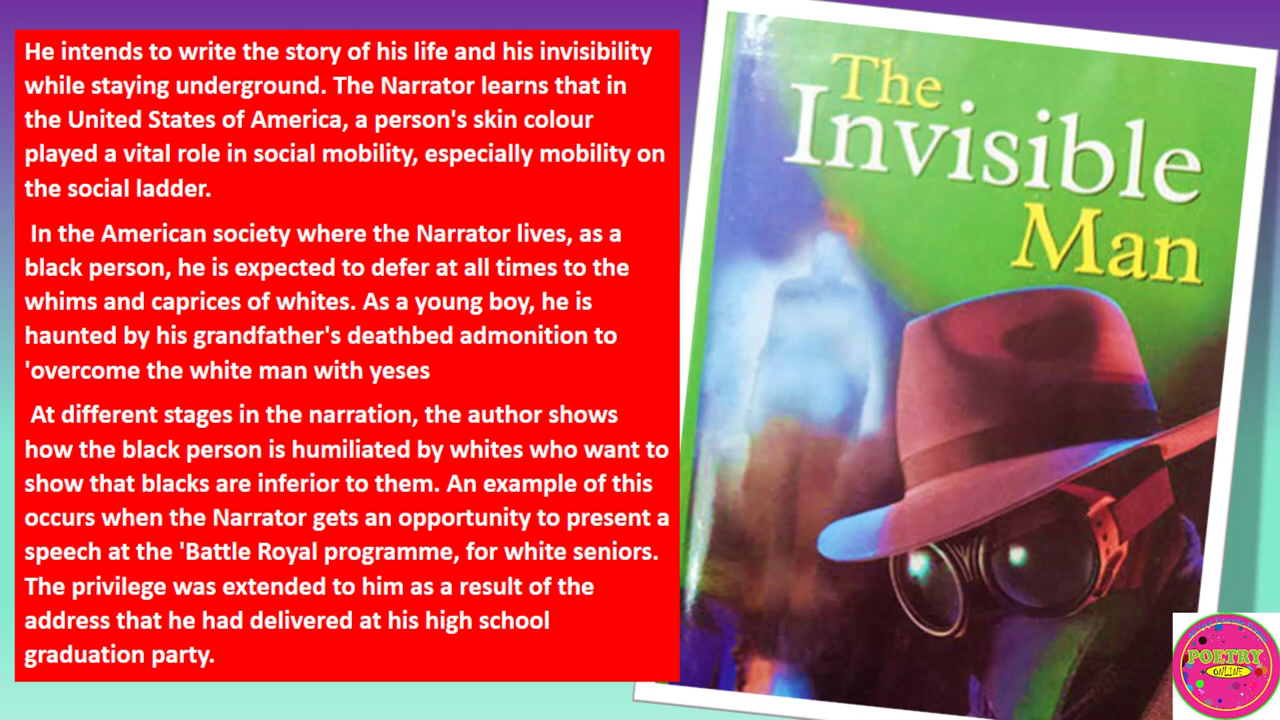 He intends to write the story of his life and his invisibility
while staying underground. The Narrator learns that in
the United States of America, a person's skin colour
played a vital role in social mobility, especially mobility on
the social ladder.
In the American society where the Narrator lives, as a
black person, he is expected to defer at all times to the
whims and caprices of whites. As a young boy, he is
haunted by his grandfather's deathbed admonition to
'overcome the white man with yeses
At different stages in the narration, the author shows
how the black person is humiliated by whites who want to
show that blacks are inferior to them. An example of this
occurs when the Narrator gets an opportunity to present a
speech at the 'Battle Royal programme, for white seniors.
The privilege was extended to him as a result of the
address that he had delivered at his high school
graduation party.
The
Invisible
Man
POETRY
ONLINE